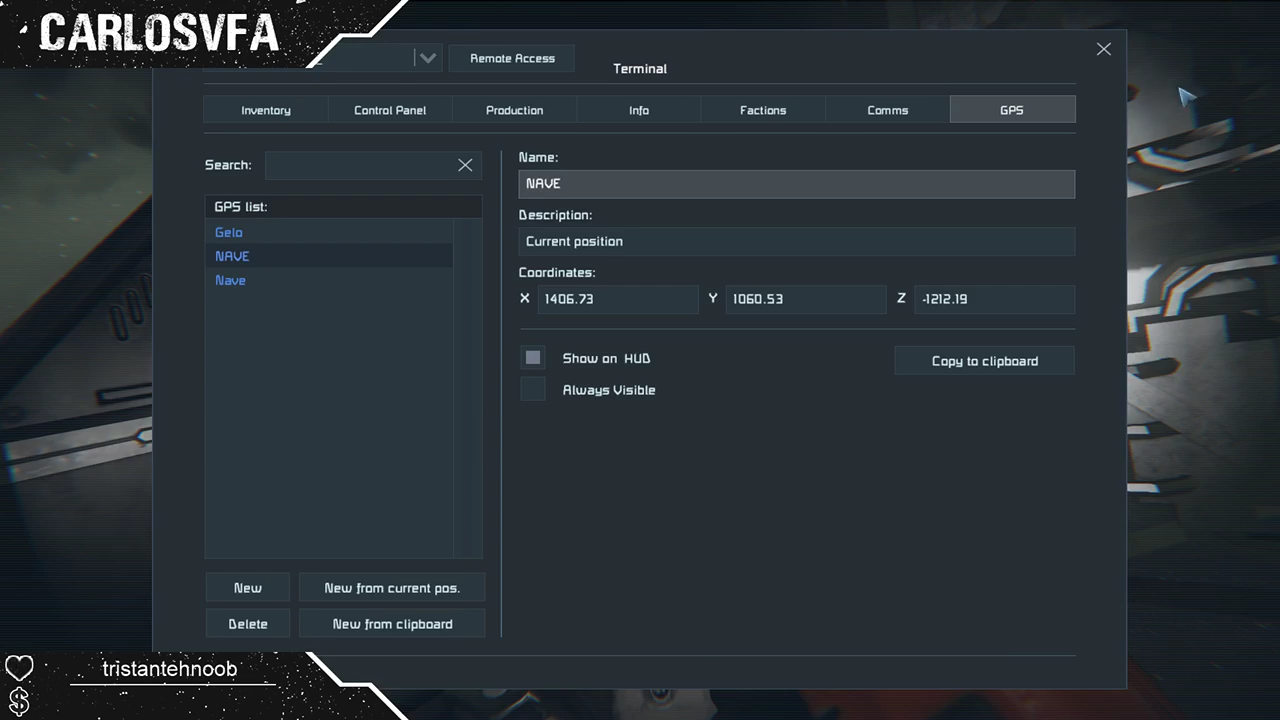 CARLOSVFA
Remote Access
Terminal
Inventory
Control Panel
Production
Info
Factions
Comms
GPS
Search:
GPS list:
Gelo
NAVE
Nave
New
New from current pos.
Delete
New from clipboard
Name:
NAVE
Description:
Current position
Coordinates:
X 1406.73 Y 1060.53 Z -1212.19
Show on HUD
Copy to clipboard
Always Visible
tristantehnoob
$